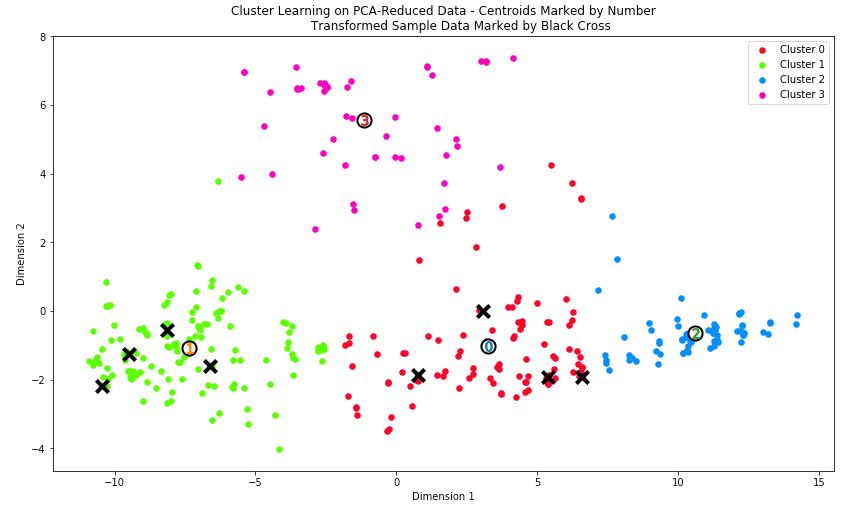 Cluster Learning on PCA-Reduced Data - Centroids Marked by Number
Transformed Sample Data Marked by Black Cross
Cluster 0
Cluster 1
Cluster 2
Cluster 3
8
6
4
2
0
−2
−4
Dimension 2
3
1
0
2
−10
−5
0
5
10
15
Dimension 1